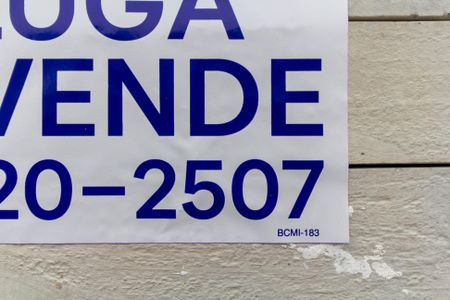 LUGA
VENDE
20-2507
BCMI-183